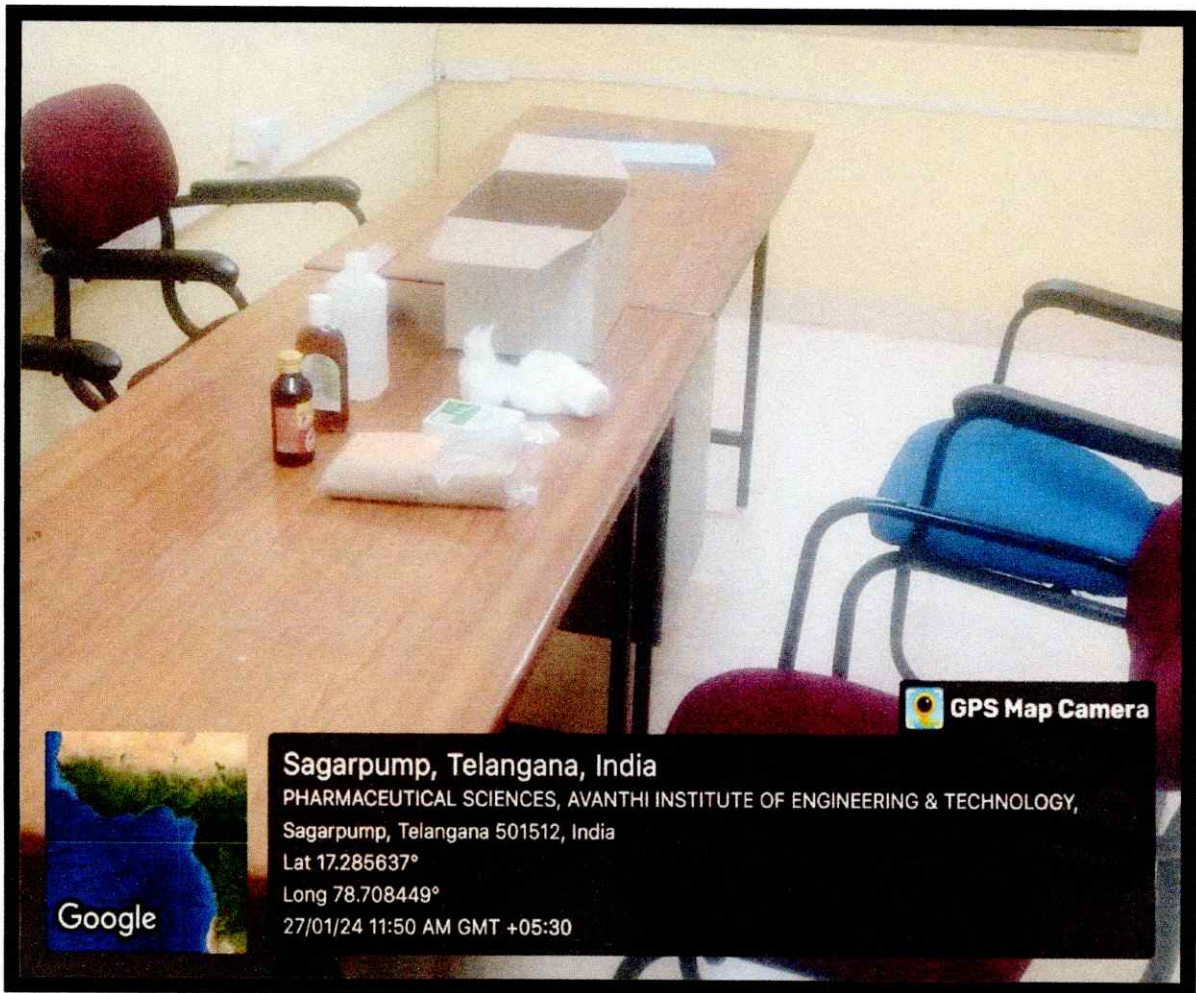 GPS Map Camera
Sagarpump, Telangana, India
PHARMACEUTICAL SCIENCES, AVANTHI INSTITUTE OF ENGINEERING & TECHNOLOGY,
Sagarpump, Telangana 501512, India
Lat 17.285637°
Long 78.708449°
27/01/24 11:50 AM GMT +05:30
Google